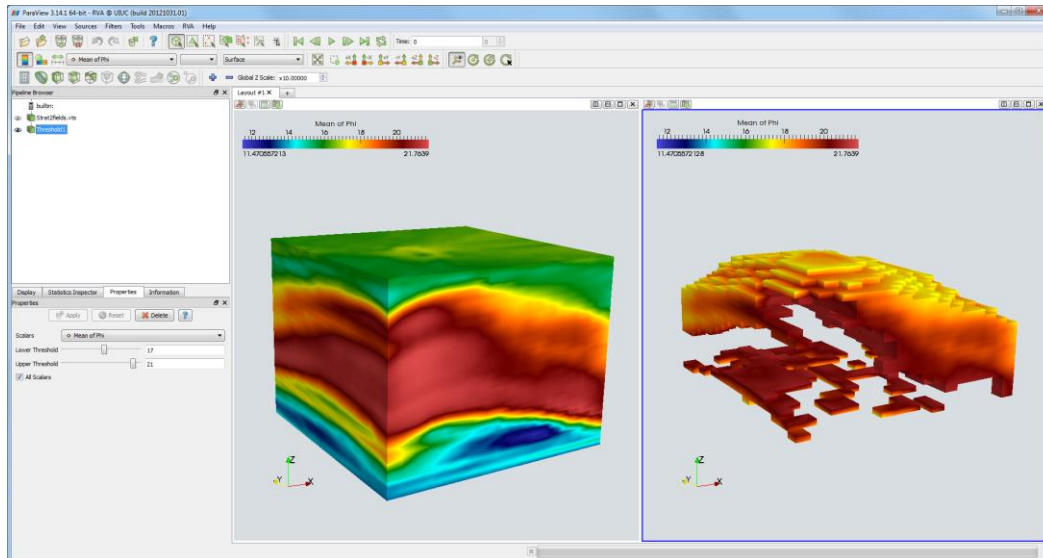 ParaView 3.14.1 64-bit - RVA @ UIUC (build 20121031.01)
File Edit View Sources Filters Tools Macros RVA Help
Time: 0
0
Mean of Phi
Surface
Global Z Scale: x10.00000
Pipeline Browser
Layout #1
builtin:
Strat2fields.vts
Threshold1
Mean of Phi
12 14 16 18 20
11.470557213 21.7639
Z
Y
X
Mean of Phi
12 14 16 18 20
11.4705572128 21.7639
Z
Y
X
Display Statistics Inspector Properties Information
Properties
Apply Reset Delete ?
Scalars Mean of Phi
Lower Threshold 17
Upper Threshold 21
All Scalars